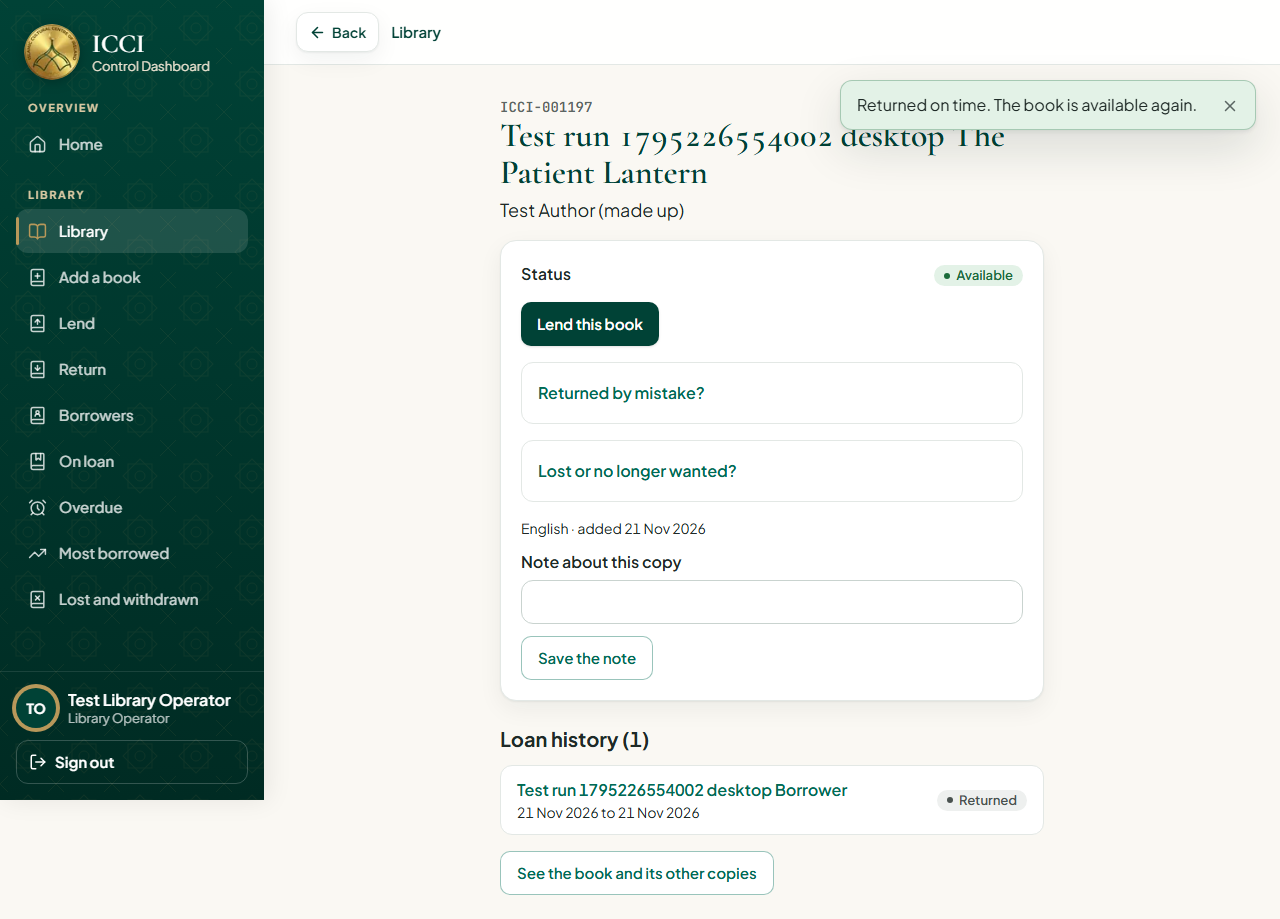 ICCI
Control Dashboard
OVERVIEW
Home
LIBRARY
Library
Add a book
Lend
Return
Borrowers
On loan
Overdue
Most borrowed
Lost and withdrawn
TO
Test Library Operator
Library Operator
Sign out
Back
Library
Returned on time. The book is available again.
ICCI-001197
Test run 1795226554002 desktop The
Patient Lantern
Test Author (made up)
Status
Available
Lend this book
Returned by mistake?
Lost or no longer wanted?
English · added 21 Nov 2026
Note about this copy
Save the note
Loan history (1)
Test run 1795226554002 desktop Borrower
21 Nov 2026 to 21 Nov 2026
Returned
See the book and its other copies